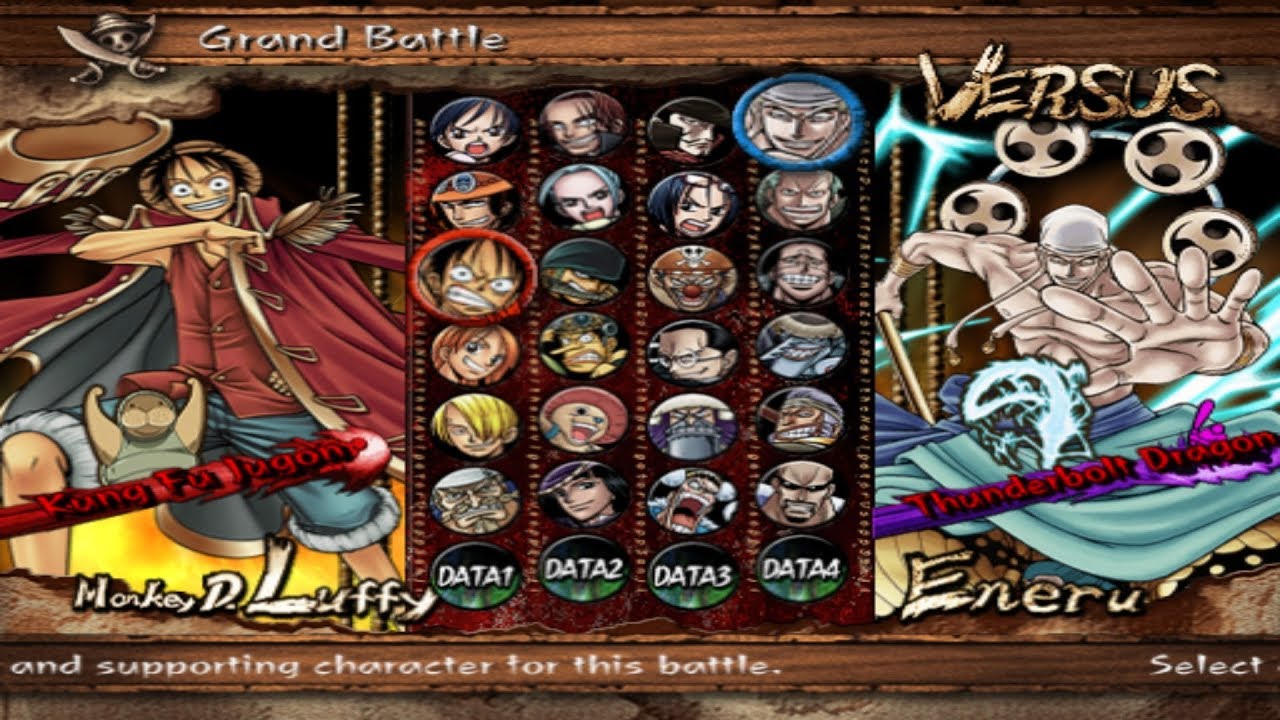 Grand Battle
VERSUS
Kung Fu Jugon
Thunderbolt Dragon
DATA1 DATA2 DATA3 DATA4
Monkey D. Luffy
Eneru
and supporting character for this battle. Select